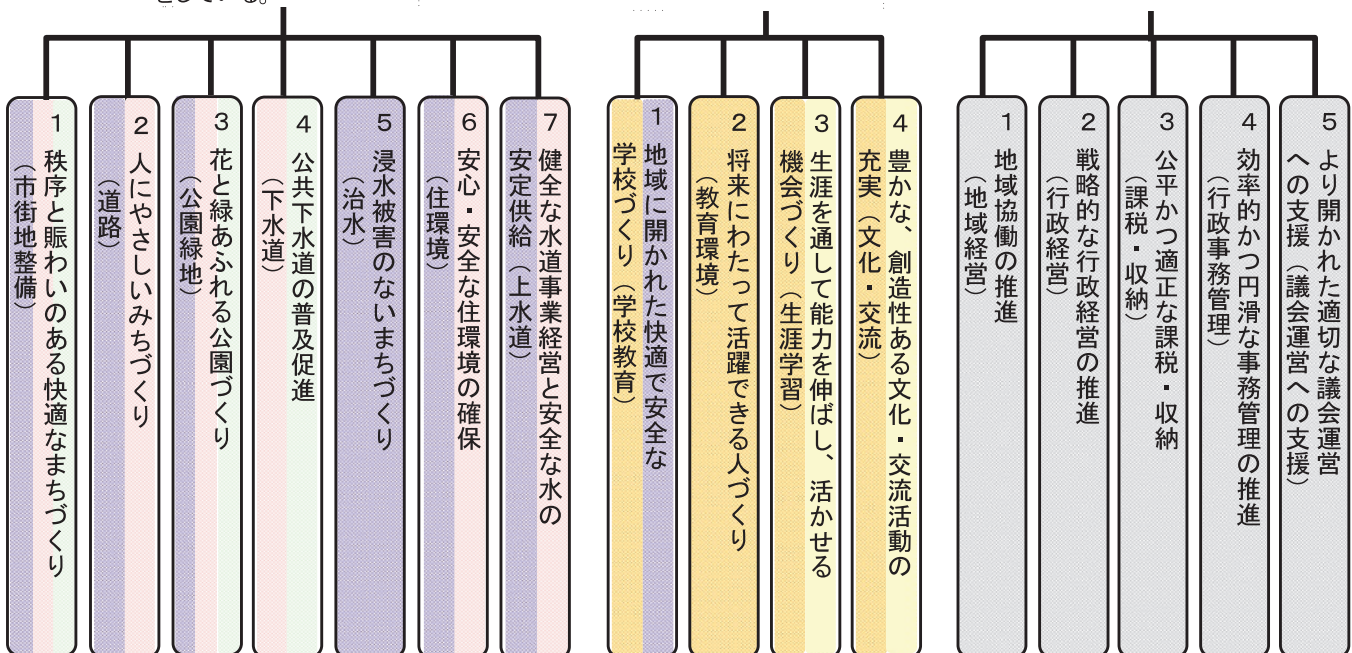 をしている。
1 秩序と賑わいのある快適なまちづくり
（市街地整備）
2 人にやさしいみちづくり
（道路）
3 花と緑あふれる公園づくり
（公園緑地）
4 公共下水道の普及促進
（下水道）
5 浸水被害のないまちづくり
（治水）
6 安心・安全な住環境の確保
（住環境）
7 健全な水道事業経営と安全な水の
安定供給（上水道）
1 地域に開かれた快適で安全な
学校づくり（学校教育）
2 将来にわたって活躍できる人づくり
（教育環境）
3 生涯を通して能力を伸ばし、活かせる
機会づくり（生涯学習）
4 豊かな、創造性ある文化・交流活動の
充実（文化・交流）
1 地域協働の推進
（地域経営）
2 戦略的な行政経営の推進
（行政経営）
3 公平かつ適正な課税・収納
（課税・収納）
4 効率的かつ円滑な事務管理の推進
（行政事務管理）
5 より開かれた適切な議会運営
への支援（議会運営への支援）